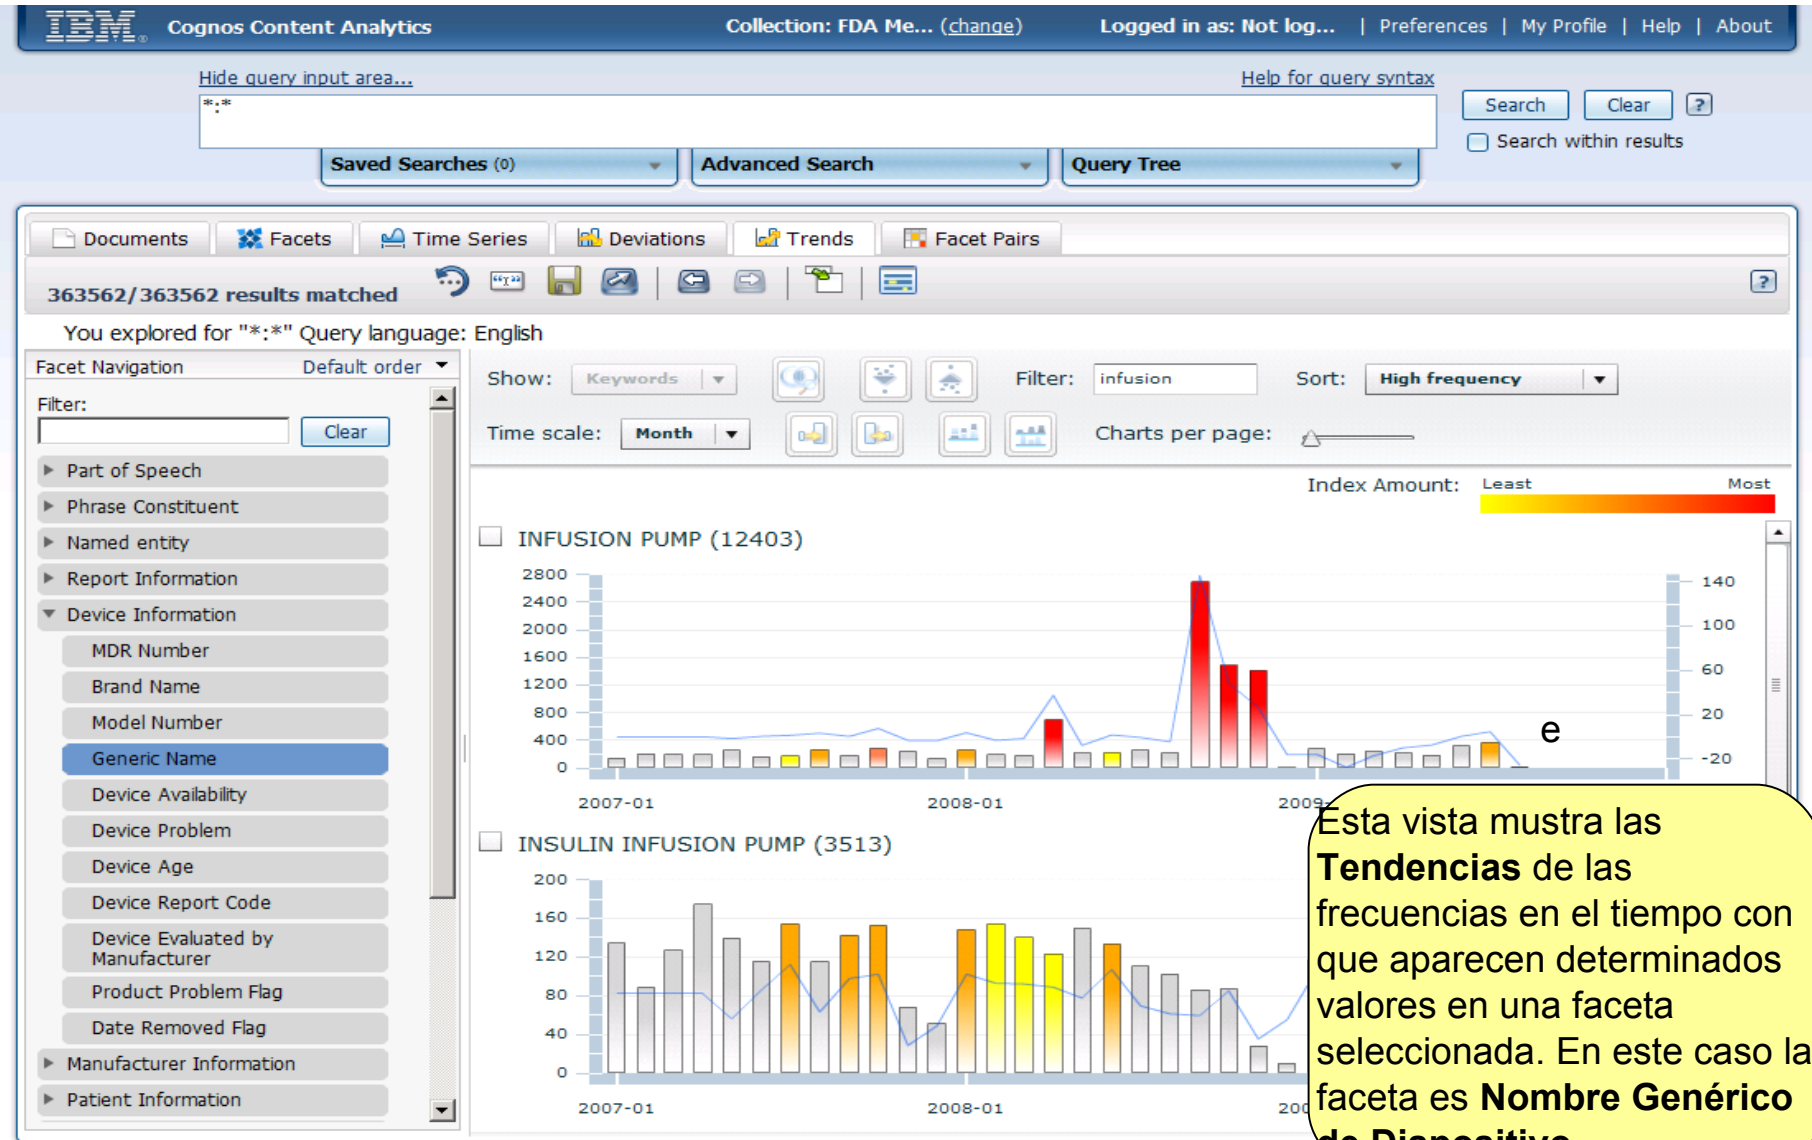 IBM® Cognos Content Analytics Collection: FDA Me... (change) Logged in as: Not log... | Preferences | My Profile | Help | About
Hide query input area... Help for query syntax
*:*
Search Clear ?
Search within results
Saved Searches (0) Advanced Search Query Tree
Documents Facets Time Series Deviations Trends Facet Pairs
363562/363562 results matched ?
You explored for "*:*" Query language: English
Facet Navigation Default order
Filter:
Clear
Part of Speech
Phrase Constituent
Named entity
Report Information
Device Information
MDR Number
Brand Name
Model Number
Generic Name
Device Availability
Device Problem
Device Age
Device Report Code
Device Evaluated by
Manufacturer
Product Problem Flag
Date Removed Flag
Manufacturer Information
Patient Information
Show: Keywords Filter: infusion Sort: High frequency
Time scale: Month Charts per page:
Index Amount: Least Most
INFUSION PUMP (12403)
2800
2400
2000
1600
1200
800
400
0
140
100
60
20
-20
e
2007-01 2008-01 2009-
INSULIN INFUSION PUMP (3513)
200
160
120
80
40
0
2007-01 2008-01 200
Esta vista mustra las
Tendencias de las
frecuencias en el tiempo con
que aparecen determinados
valores en una faceta
seleccionada. En este caso la
faceta es Nombre Genérico
de Dispositivo